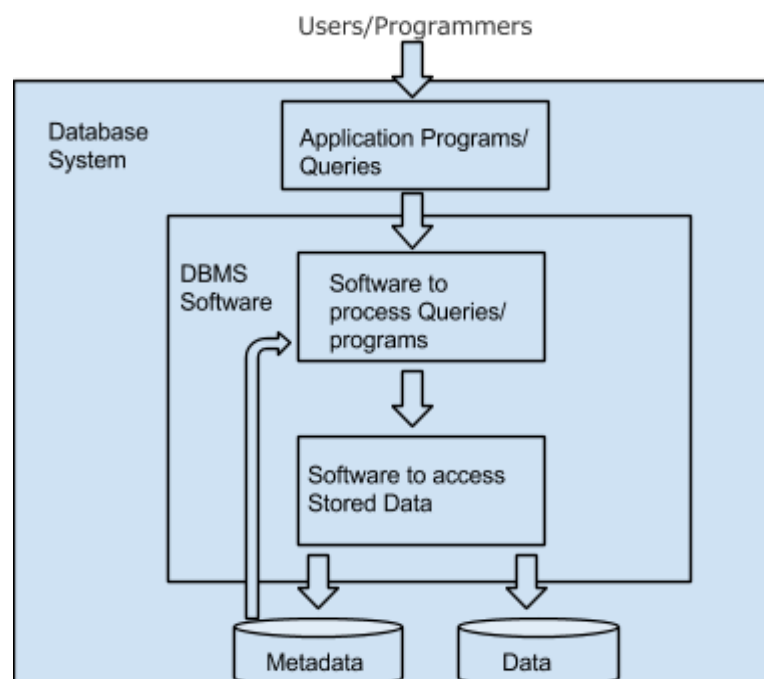 Users/Programmers
Database
System
Application Programs/
Queries
DBMS
Software
Software to
process Queries/
programs
Software to access
Stored Data
Metadata
Data